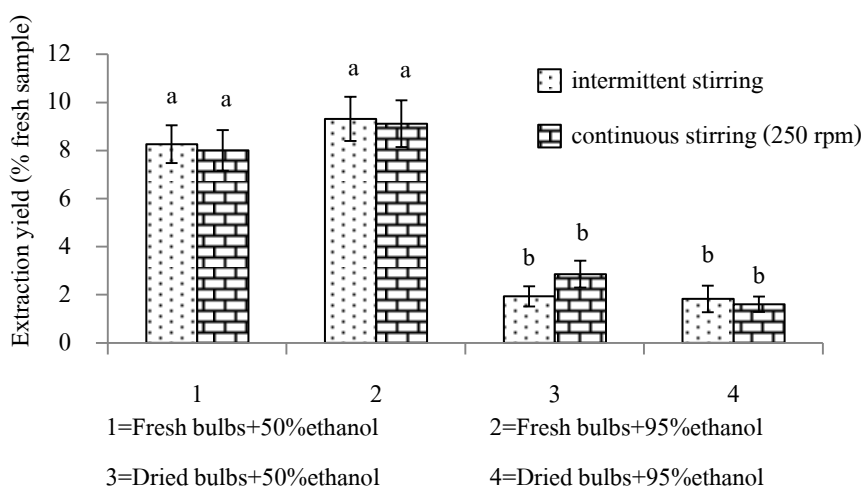 Extraction yield (% fresh sample)
12
10
8
6
4
2
0
a a a a b b b b
intermittent stirring
continuous stirring (250 rpm)
1 2 3 4
1=Fresh bulbs+50%ethanol 2=Fresh bulbs+95%ethanol
3=Dried bulbs+50%ethanol 4=Dried bulbs+95%ethanol